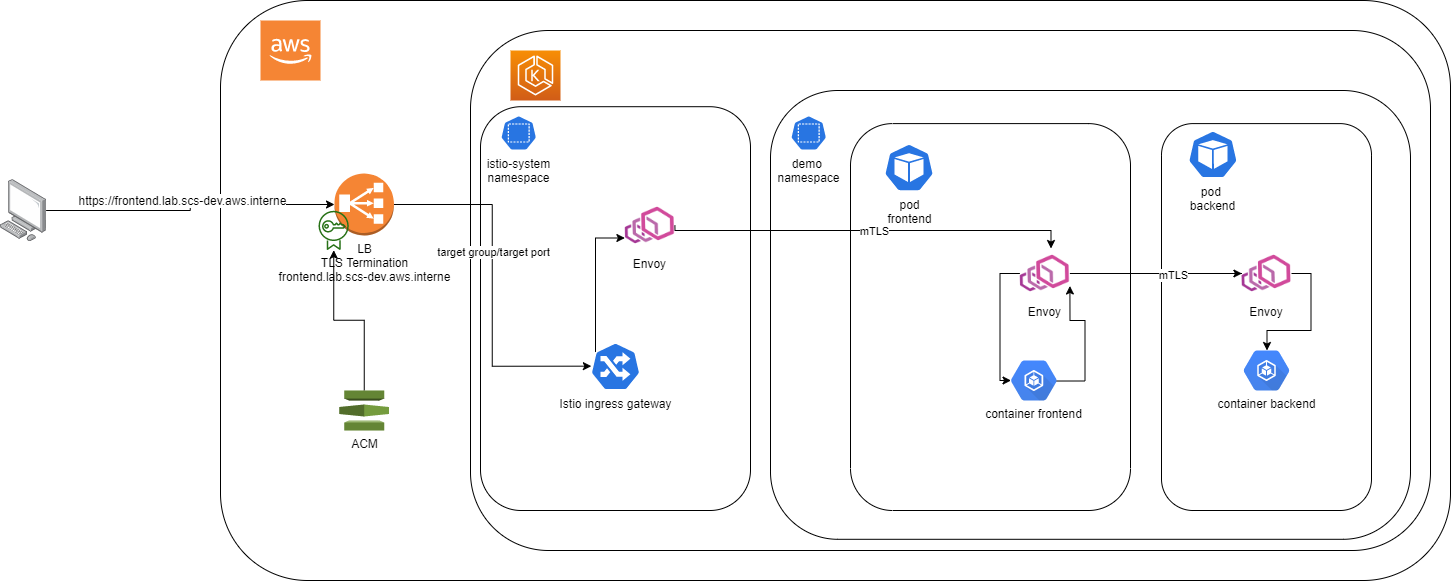 aws
K
istio-system
namespace
demo
namespace
pod
frontend
pod
backend
https://frontend.lab.scs-dev.aws.interne
mTLS
LB
TLS Termination
frontend.lab.scs-dev.aws.interne
target group/target port
Envoy
mTLS
Envoy
Envoy
Istio ingress gateway
container frontend
container backend
ACM